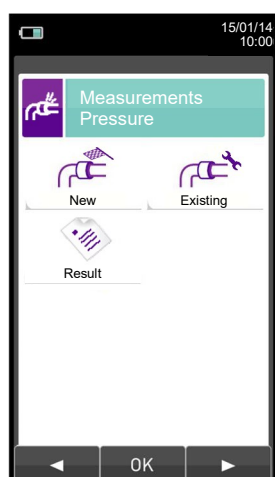 15/01/14
10:00
Measurements
Pressure
New
Existing
Result
OK